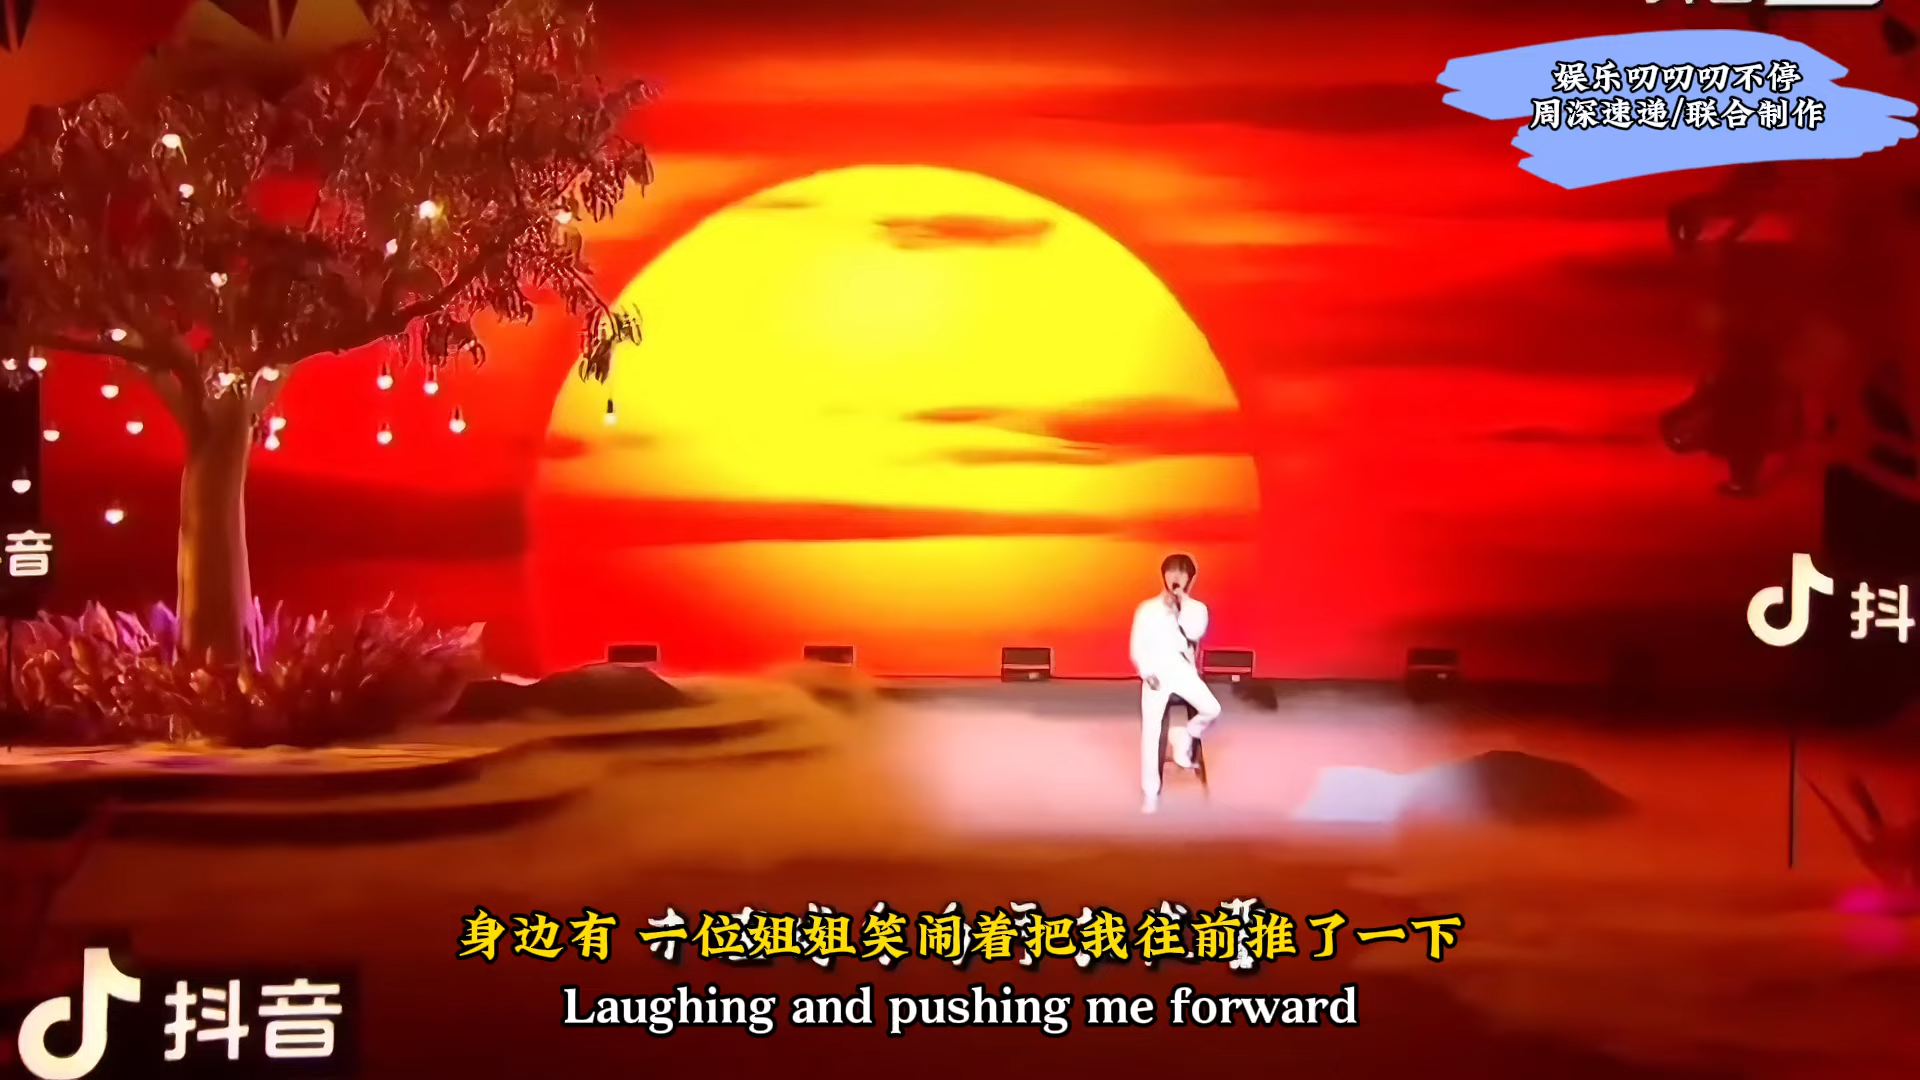 娱乐叨叨叨不停
周深速递/联合制作
音
抖
身边有 一位姐姐笑闹着把我往前推了一下
Laughing and pushing me forward
抖音